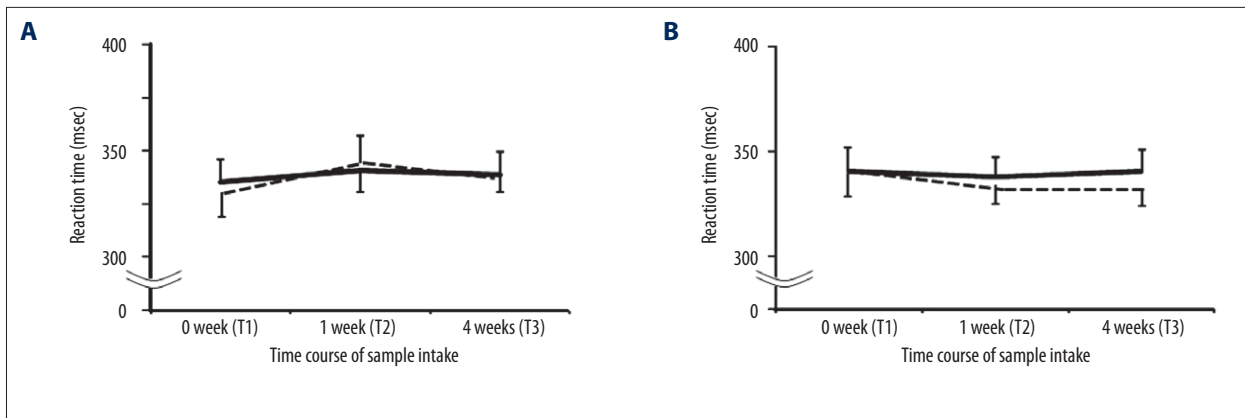 A
400
350
300
0
Reaction time (msec)
0 week (T1) 1 week (T2) 4 weeks (T3)
Time course of sample intake
B
400
350
300
0
Reaction time (msec)
0 week (T1) 1 week (T2) 4 weeks (T3)
Time course of sample intake